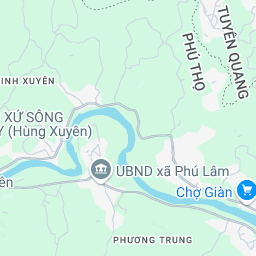 TUYÊN QUANG
PHÚ THỌ
INH XUYÊN
XỨ SÔNG
Y (Hùng Xuyên)
UBND xã Phú Lâm
Chợ Giàn
ên
PHƯƠNG TRUNG